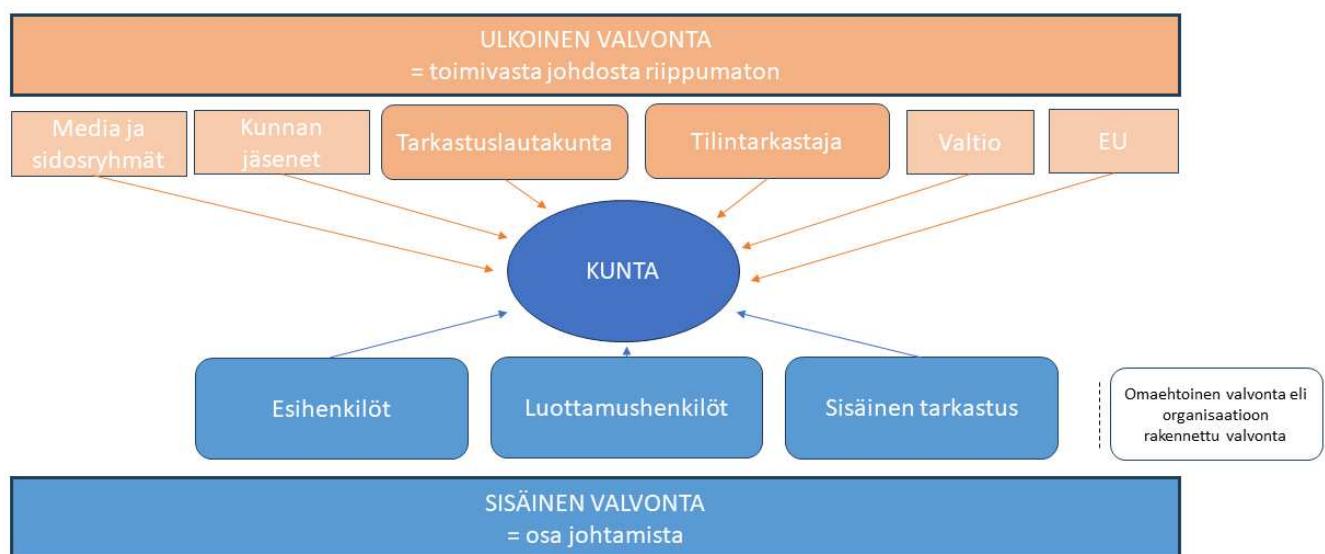 ULKOINEN VALVONTA
= toimivasta johdosta riippumaton
Media ja
sidosryhmät
Kunnan
jäsenet
Tarkastuslautakunta
Tilintarkastaja
Valtio
EU
KUNTA
Esihenkilöt
Luottamushenkilöt
Sisäinen tarkastus
Omaehtoinen valvonta eli
organisaatioon
rakennettu valvonta
SISÄINEN VALVONTA
= osa johtamista